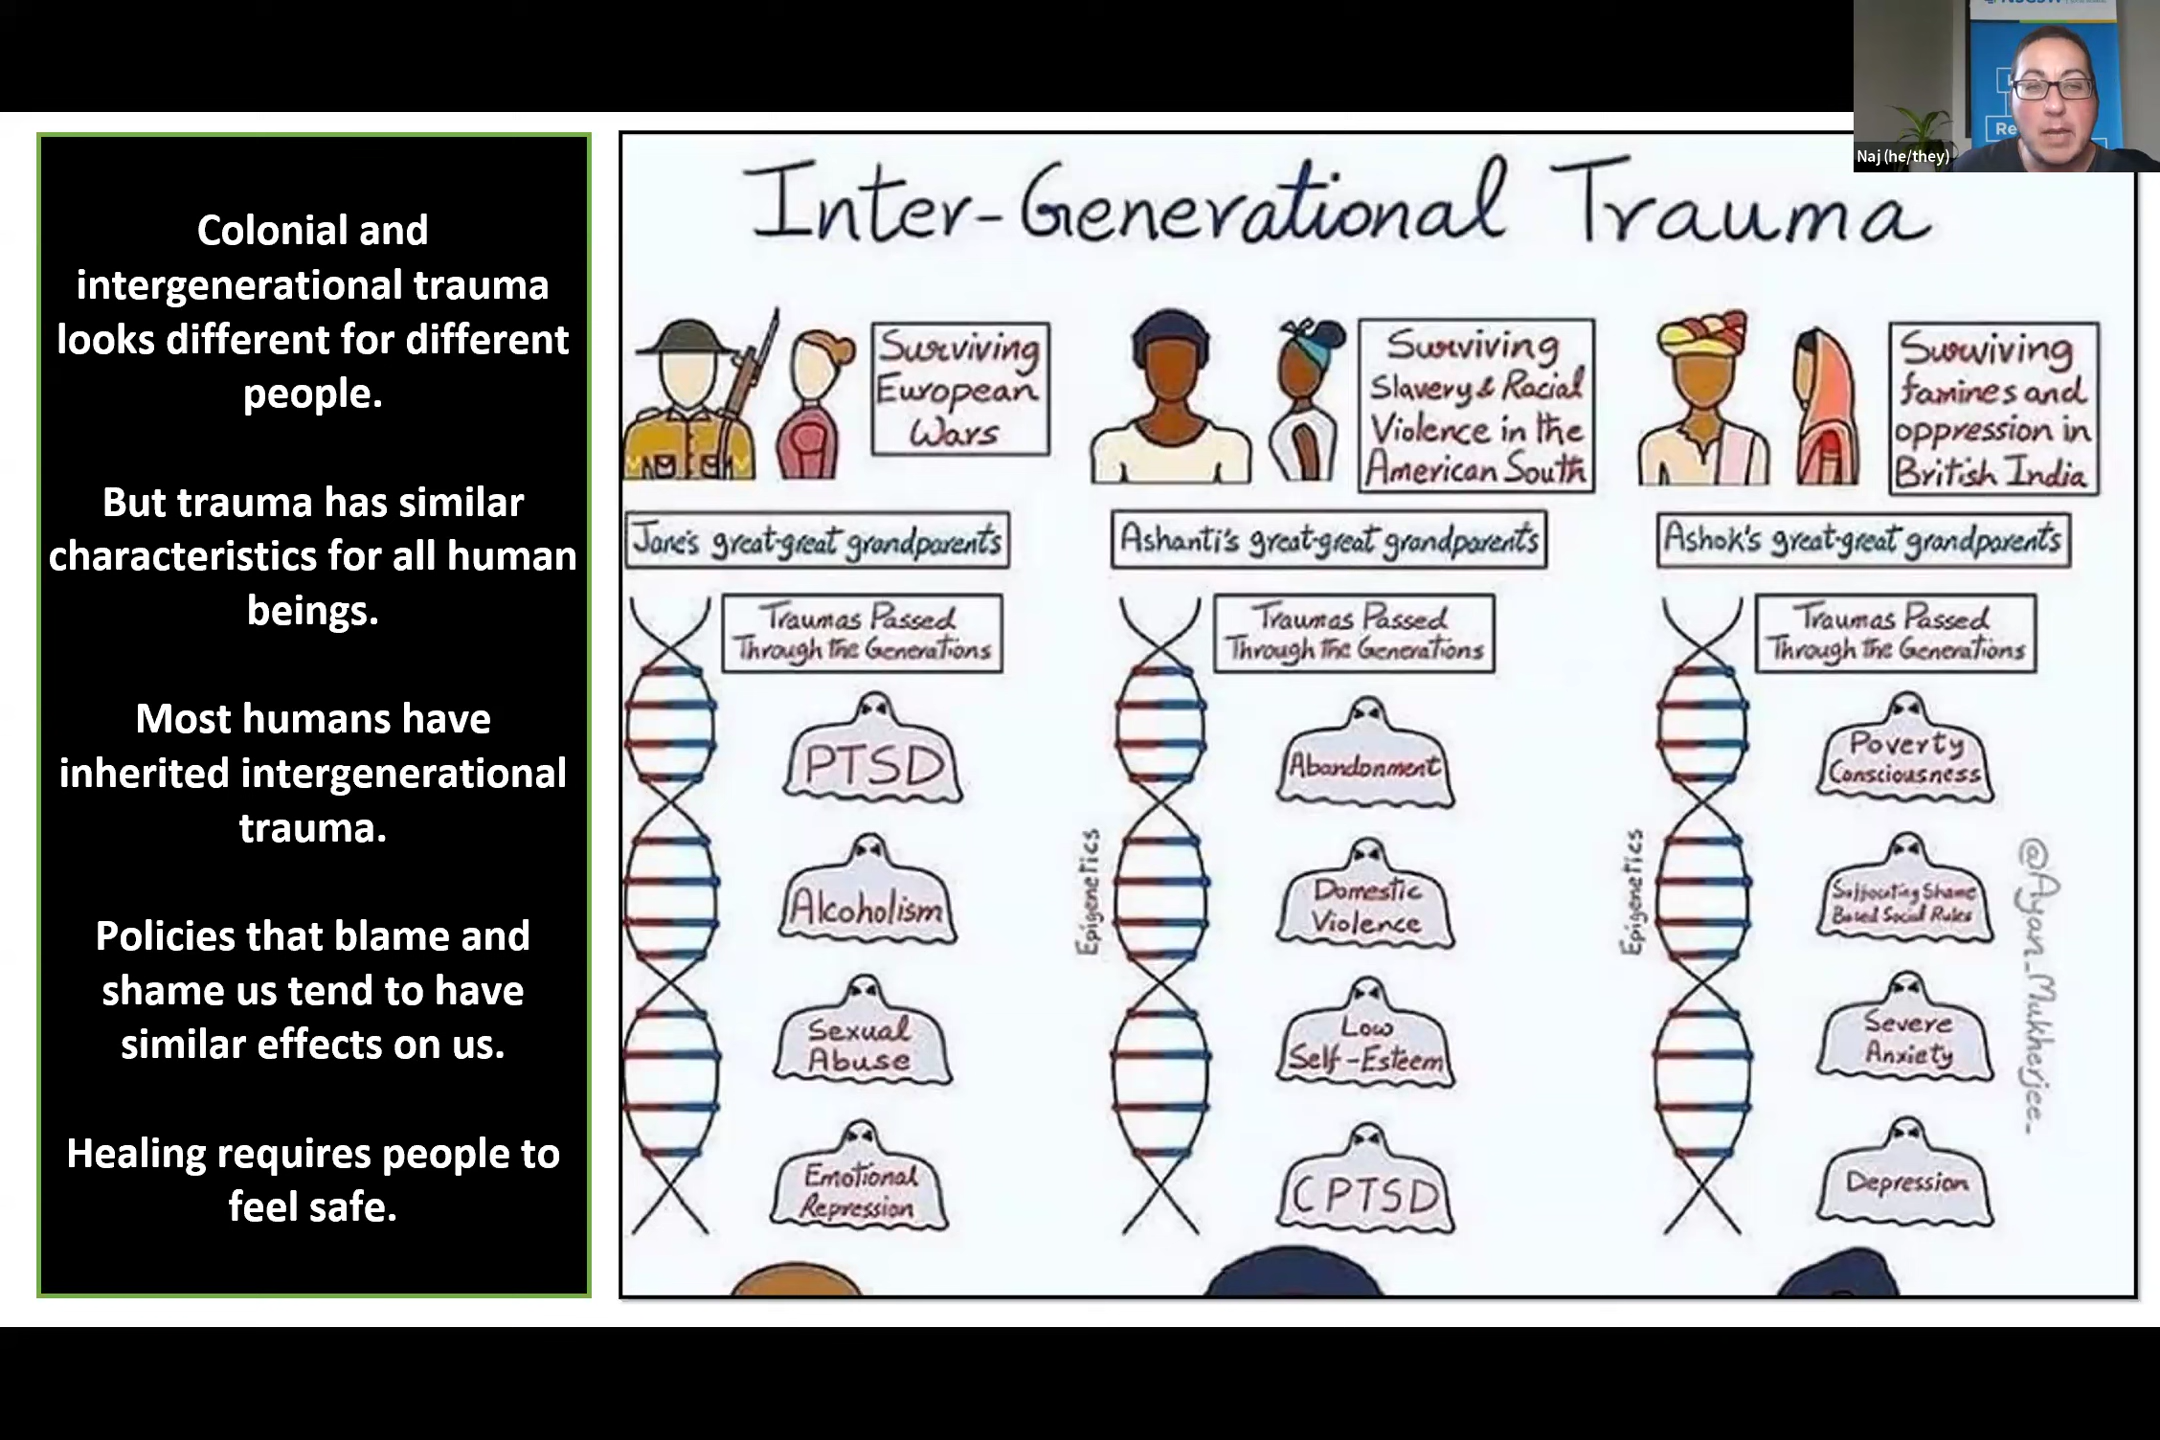 Colonial and
intergenerational trauma
looks different for different
people.
But trauma has similar
characteristics for all human
beings.
Most humans have
inherited intergenerational
trauma.
Policies that blame and
shame us tend to have
similar effects on us.
Healing requires people to
feel safe.
Inter-Generational Trauma
Surviving
European
Wars
Jane's great-great grandparents
Traumas Passed
Through the Generations
PTSD
Alcoholism
Sexual
Abuse
Emotional
Repression
Surviving
Slavery & Racial
Violence in the
American South
Ashanti's great-great grandparents
Traumas Passed
Through the Generations
Epigenetics
Abandonment
Domestic
Violence
Low
Self-Esteem
CPTSD
Surviving
famines and
oppression in
British India
Ashok's great-great grandparents
Traumas Passed
Through the Generations
Epigenetics
Poverty
Consciousness
Suffocating Shame
Based Social Rules
Severe
Anxiety
Depression
@Ayan_Mukherjee_
Re
Naj (he/they)